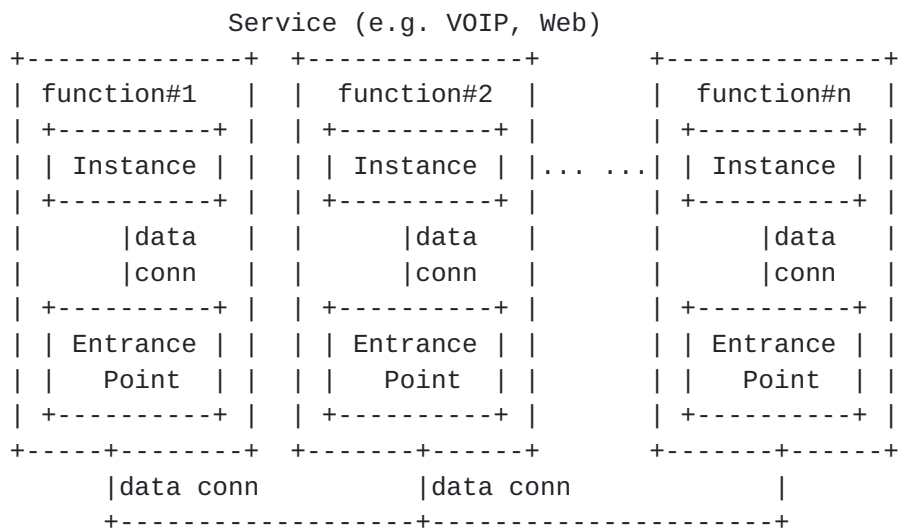 Service (e.g. VOIP, Web)
+--------------+  +---------------+       +---------------+
|  function#1   |  |  function#2  |       |  function#n  |
| +----------+ |  | +----------+ |       | +----------+ |
| | Instance | |  | | Instance | |... ...| | Instance | |
| +----------+ |  | +----------+ |       | +----------+ |
|      |data   |  |      |data   |       |      |data   |
|      |conn   |  |      |conn   |       |      |conn   |
| +----------+ |  | +----------+ |       | +----------+ |
| | Entrance | |  | | Entrance | |       | | Entrance | |
| |  Point   | |  | |  Point   | |       | |  Point   | |
| +----------+ |  | +----------+ |       | +----------+ |
+-----+--------+  +-------+------+       +-------+------+
|data conn          |data conn             |
+-------------------+----------------------+